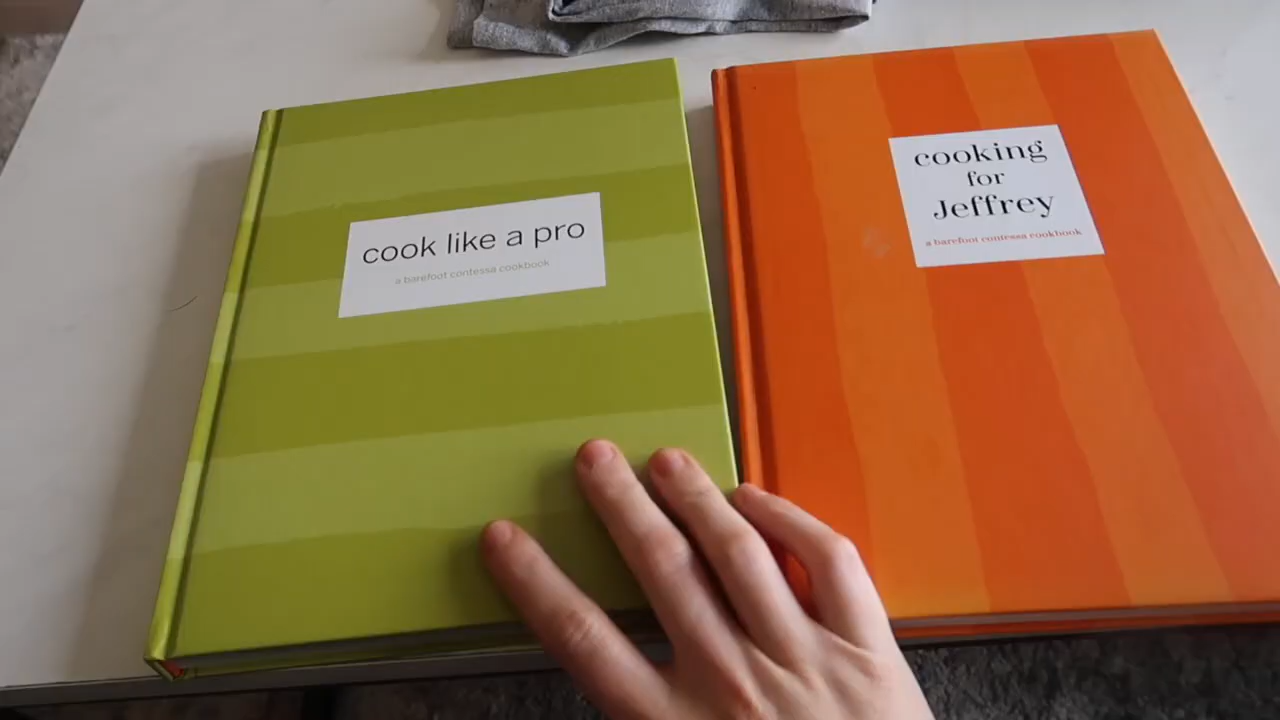 cook like a pro
a barefoot contessa cookbook
cooking
for
Jeffrey
a barefoot contessa cookbook